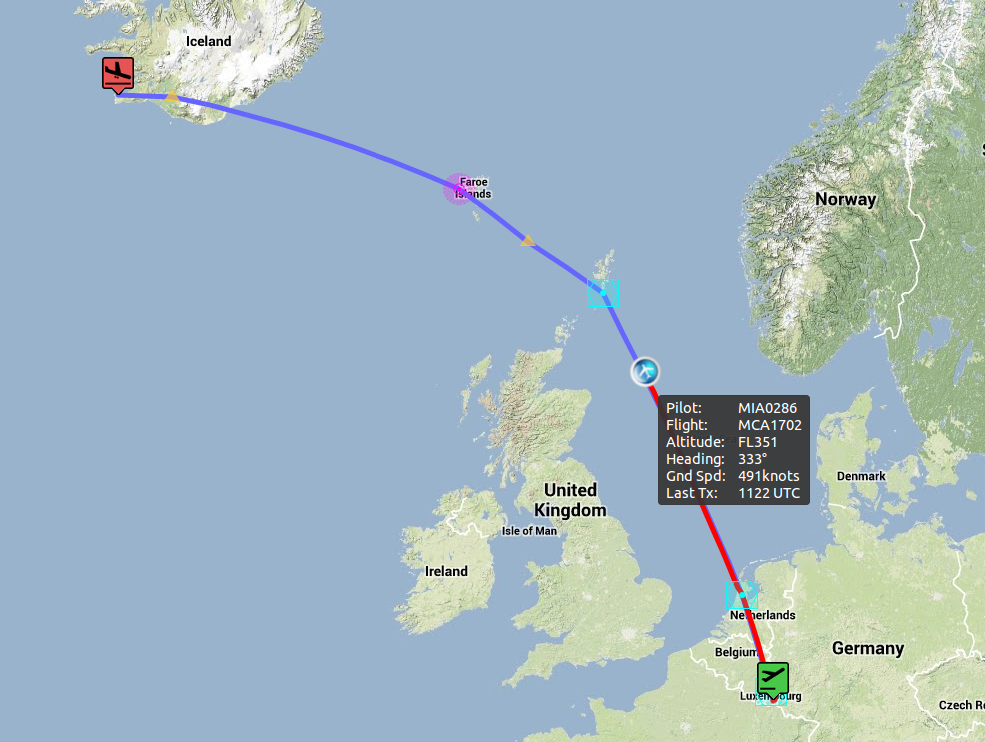 Iceland
Faroe
Islands
Norway
Pilot: MIA0286
Flight: MCA1702
Altitude: FL351
Heading: 333°
Gnd Spd: 491knots
Last Tx: 1122 UTC
Denmark
United
Kingdom
Isle of Man
Ireland
Netherlands
Belgium
Germany
Luxembourg
Czech Re